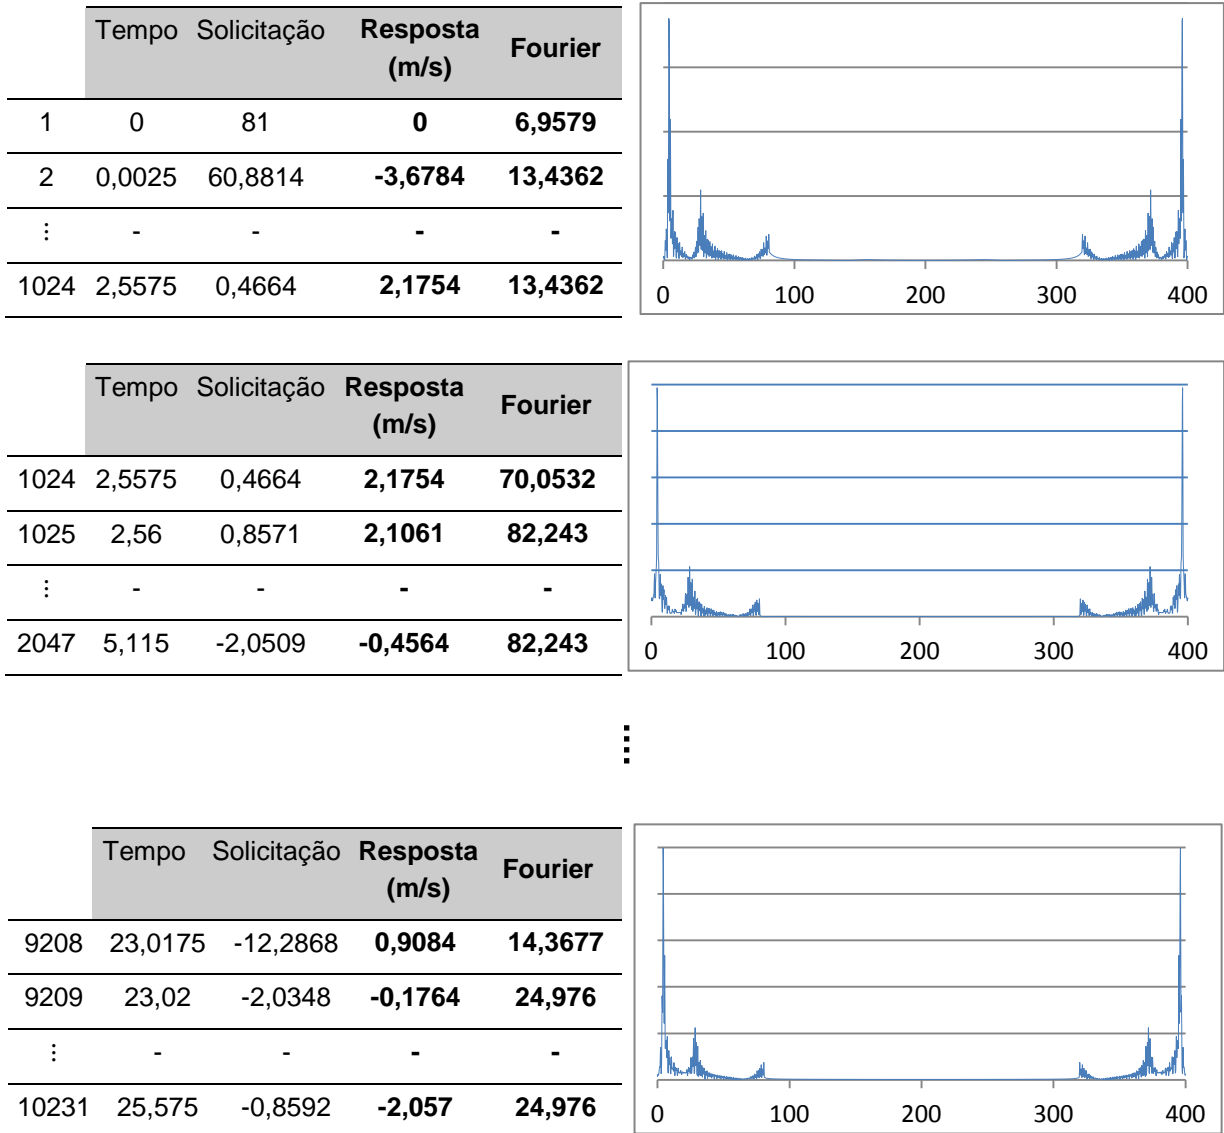 Tempo Solicitação Resposta (m/s) Fourier
1 0 81 0 6,9579
2 0,0025 60,8814 -3,6784 13,4362
⋮ - - - -
1024 2,5575 0,4664 2,1754 13,4362
0 100 200 300 400
Tempo Solicitação Resposta (m/s) Fourier
1024 2,5575 0,4664 2,1754 70,0532
1025 2,56 0,8571 2,1061 82,243
⋮ - - - -
2047 5,115 -2,0509 -0,4564 82,243
0 100 200 300 400
⁞
Tempo Solicitação Resposta (m/s) Fourier
9208 23,0175 -12,2868 0,9084 14,3677
9209 23,02 -2,0348 -0,1764 24,976
⋮ - - - -
10231 25,575 -0,8592 -2,057 24,976
0 100 200 300 400